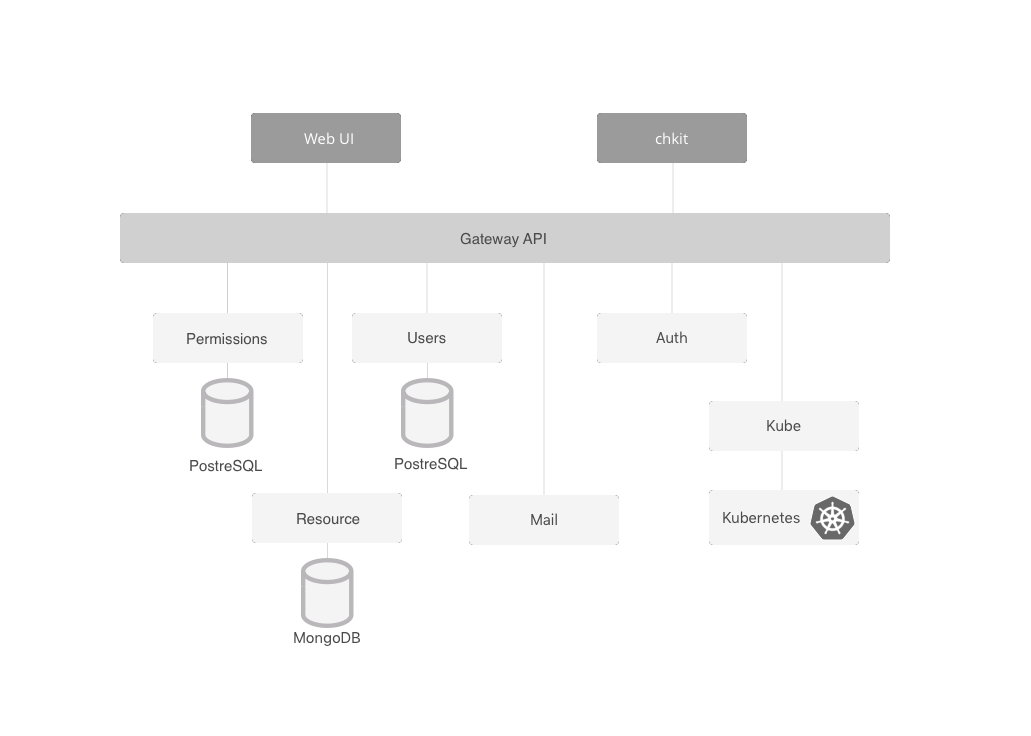 Web UI
chkit
Gateway API
Permissions
Users
Auth
PostreSQL
PostreSQL
Kube
Resource
Mail
Kubernetes
MongoDB